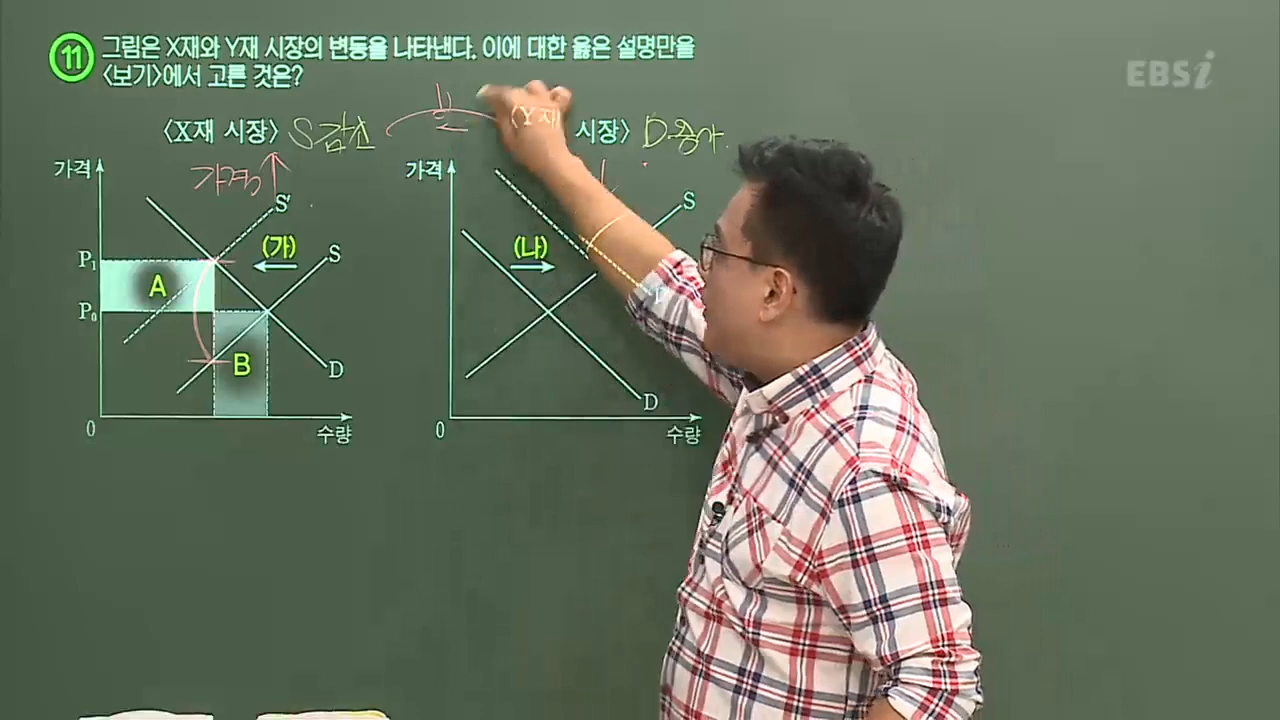 11 그림은 X재와 Y재 시장의 변동을 나타낸다. 이에 대한 옳은 설명만을
<보기>에서 고른 것은?
EBSi
<X재 시장> S감소
<Y재 시장> D증가
가격
가격
가격
S'
S
S
(가)
(나)
P₁
A
P₀
B
D
D
0
수량
0
수량